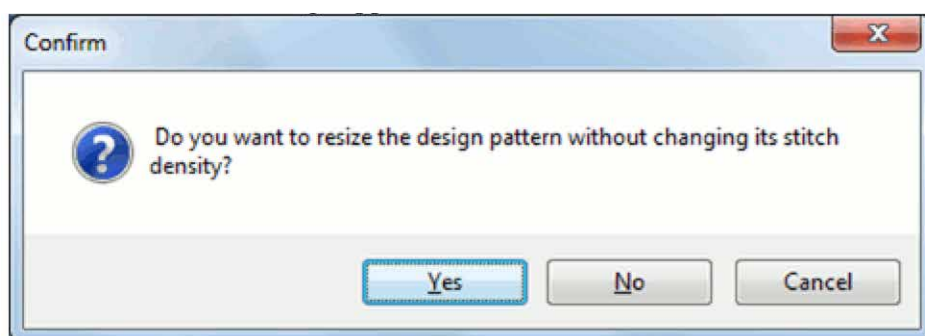 Confirm
Do you want to resize the design pattern without changing its stitch
density?
Yes
No
Cancel